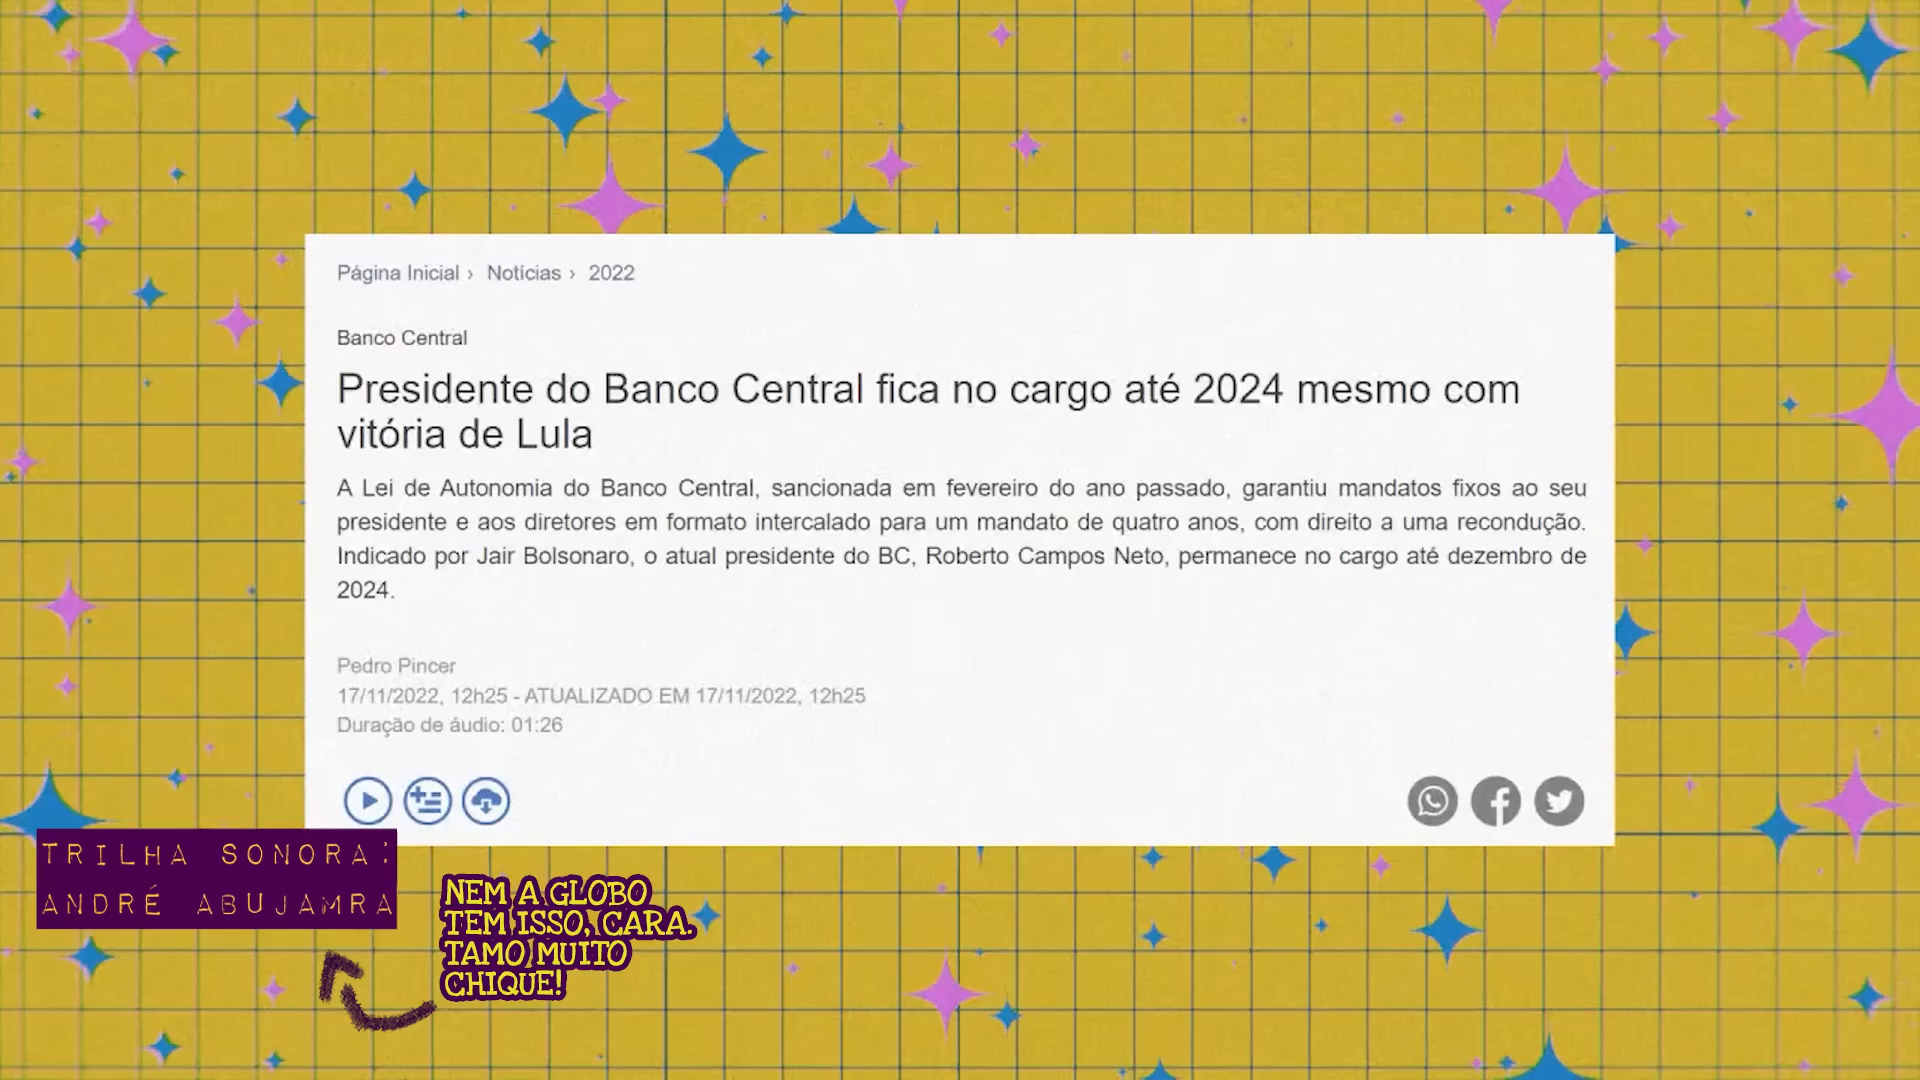 Página Inicial › Notícias › 2022
Banco Central
Presidente do Banco Central fica no cargo até 2024 mesmo com
vitória de Lula
A Lei de Autonomia do Banco Central, sancionada em fevereiro do ano passado, garantiu mandatos fixos ao seu
presidente e aos diretores em formato intercalado para um mandato de quatro anos, com direito a uma recondução.
Indicado por Jair Bolsonaro, o atual presidente do BC, Roberto Campos Neto, permanece no cargo até dezembro de
2024.
Pedro Pincer
17/11/2022, 12h25 - ATUALIZADO EM 17/11/2022, 12h25
Duração de áudio: 01:26
TRILHA SONORA:
ANDRÉ ABUJAMRA
NEM A GLOBO
TEM ISSO, CARA.
TAMO MUITO
CHIQUE!